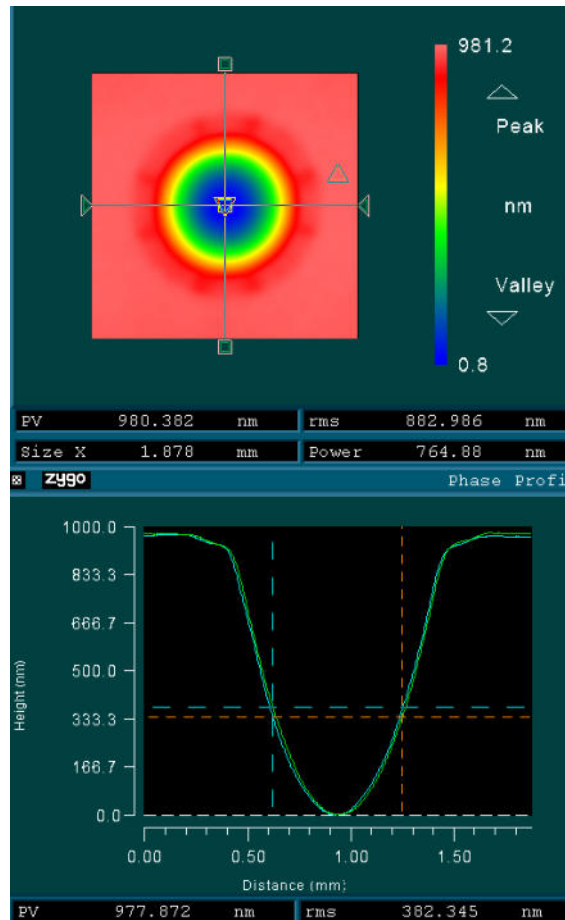 981.2
Peak
nm
Valley
0.8
PV 980.382 nm rms 882.986 nm
Size X 1.878 mm Power 764.88 nm
zygo Phase Profi
1000.0
833.3
666.7
500.0
333.3
166.7
0.0
Height (nm)
0.00 0.50 1.00 1.50
Distance (mm)
PV 977.872 nm rms 382.345 nm